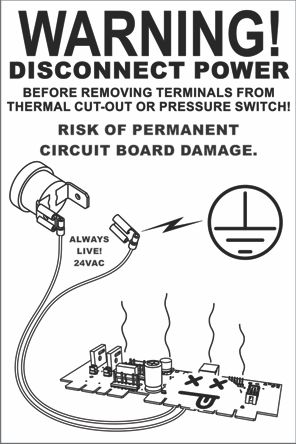 WARNING!
DISCONNECT POWER
BEFORE REMOVING TERMINALS FROM
THERMAL CUT-OUT OR PRESSURE SWITCH!
RISK OF PERMANENT
CIRCUIT BOARD DAMAGE.
ALWAYS
LIVE!
24VAC